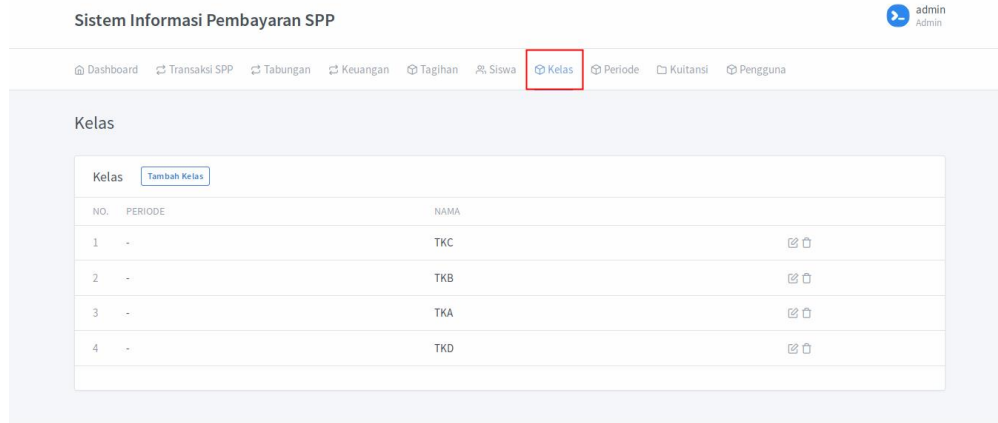 Sistem Informasi Pembayaran SPP
admin
Admin
Dashboard Transaksi SPP Tabungan Keuangan Tagihan Siswa Kelas Periode Kuitansi Pengguna
Kelas
Kelas Tambah Kelas
NO. PERIODE NAMA
1 - TKC
2 - TKB
3 - TKA
4 - TKD